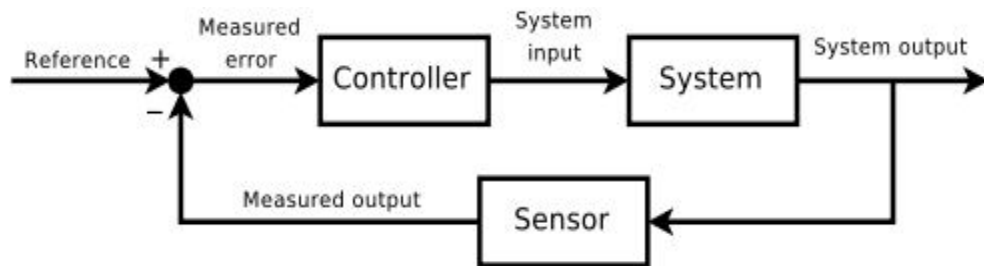 Reference
+
−
Measured
error
Controller
System
input
System
System output
Measured output
Sensor